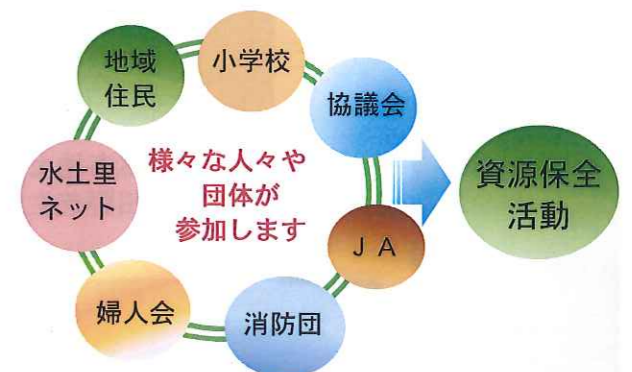 地域
住民
小学校
協議会
水土里
ネット
様々な人々や
団体が
参加します
資源保全
活動
ＪＡ
婦人会
消防団